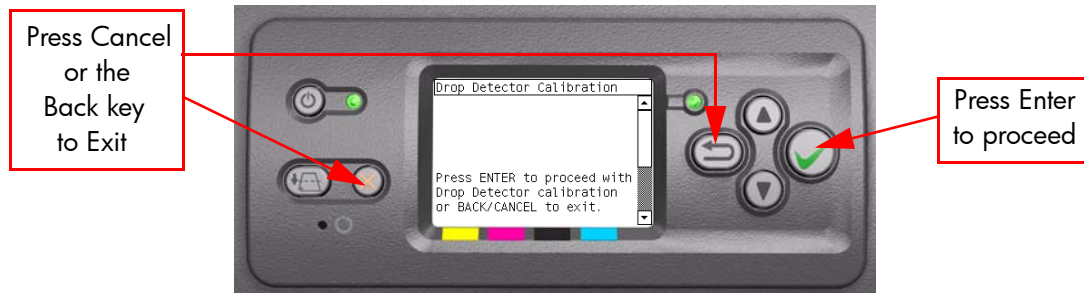 Press Cancel
or the
Back key
to Exit
Drop Detector Calibration
Press ENTER to proceed with
Drop Detector calibration
or BACK/CANCEL to exit.
Press Enter
to proceed